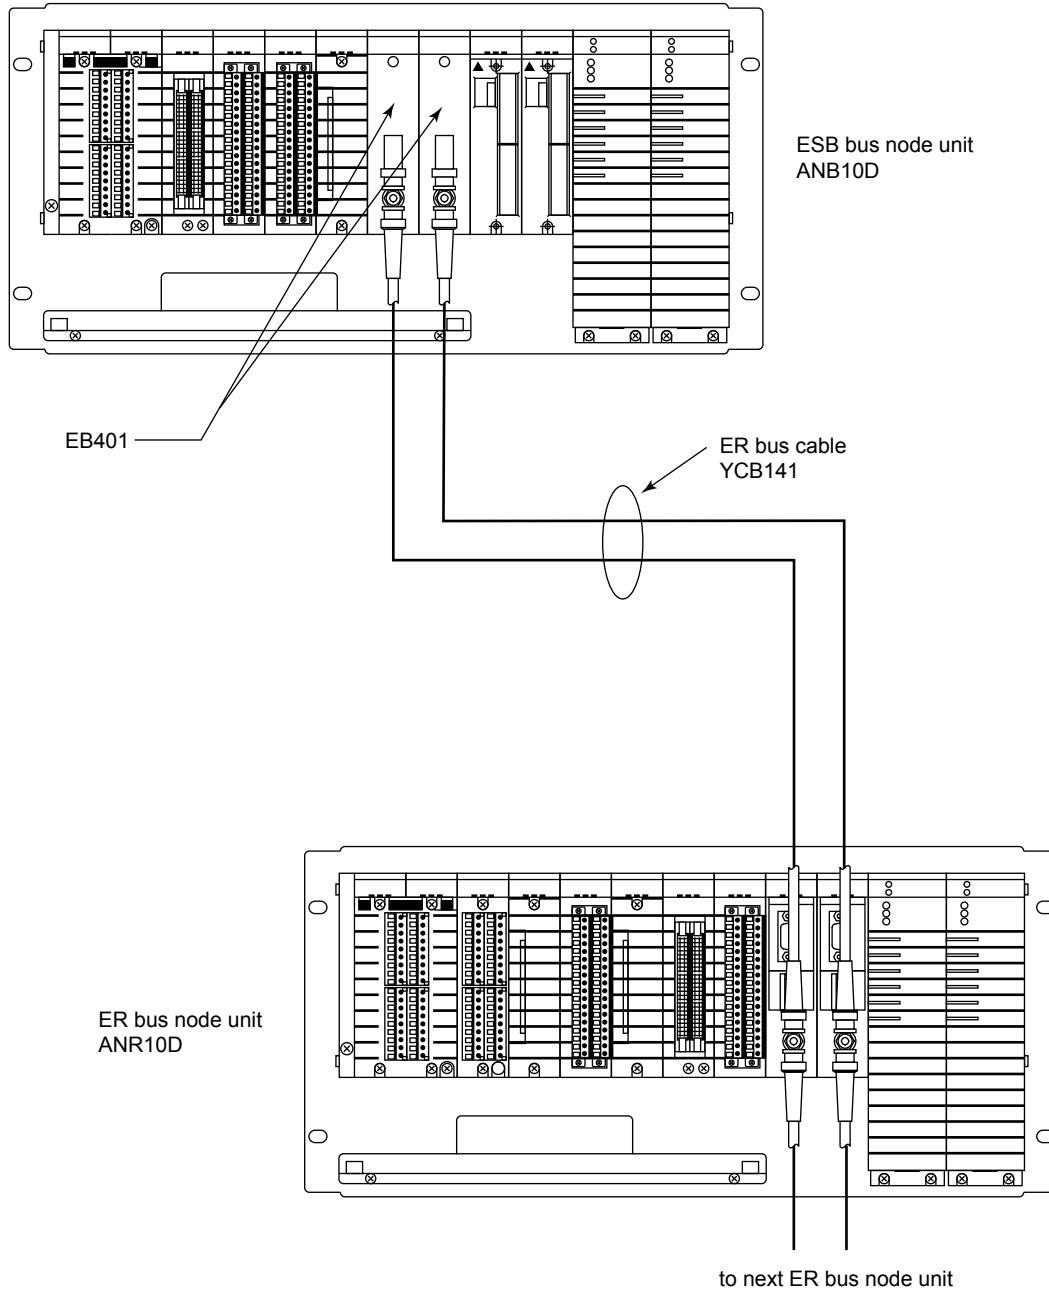 ESB bus node unit
ANB10D
EB401
ER bus cable
YCB141
ER bus node unit
ANR10D
to next ER bus node unit